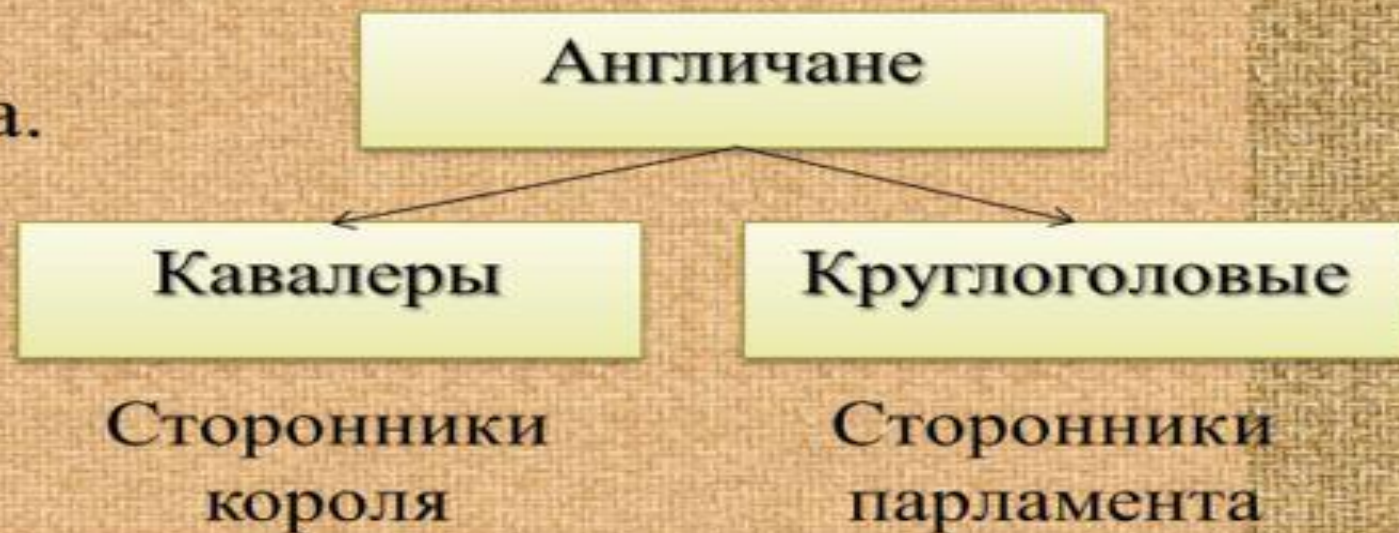 Англичане
а.
Кавалеры
Круглоголовые
Сторонники
короля
Сторонники
парламента